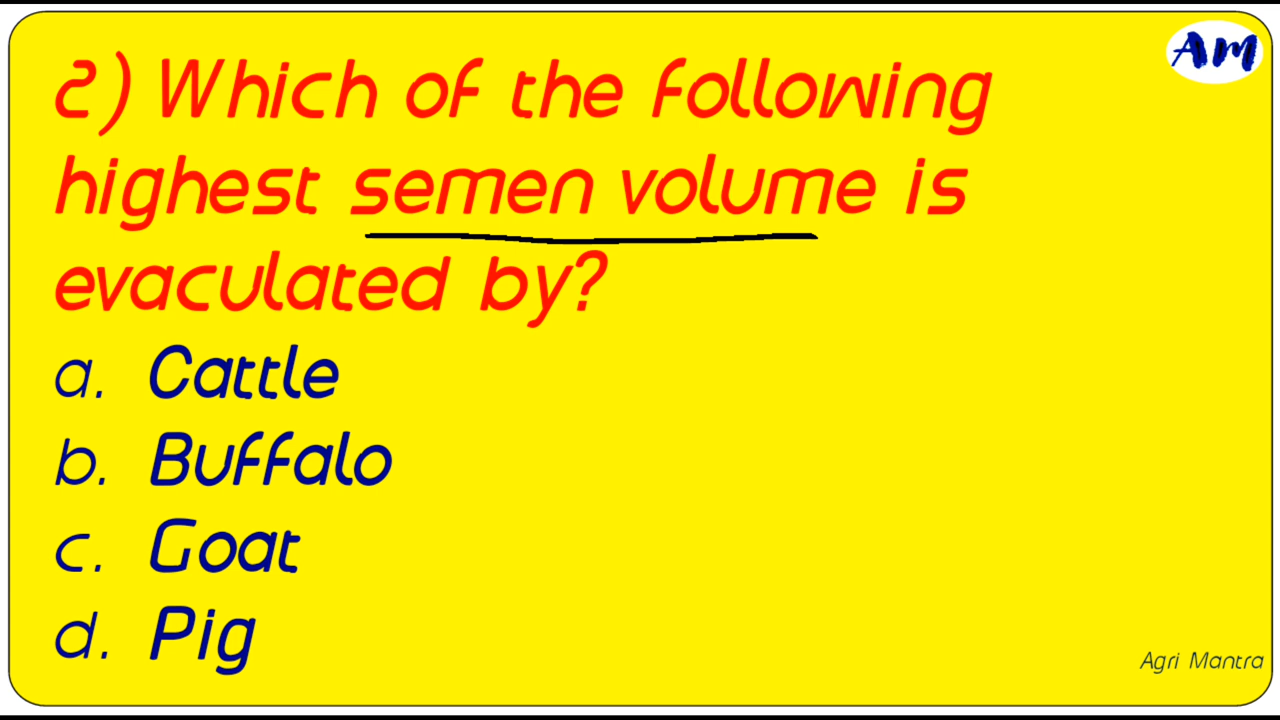 AM
2) Which of the following
highest semen volume is
evaculated by?
a. Cattle
b. Buffalo
c. Goat
d. Pig
Agri Mantra